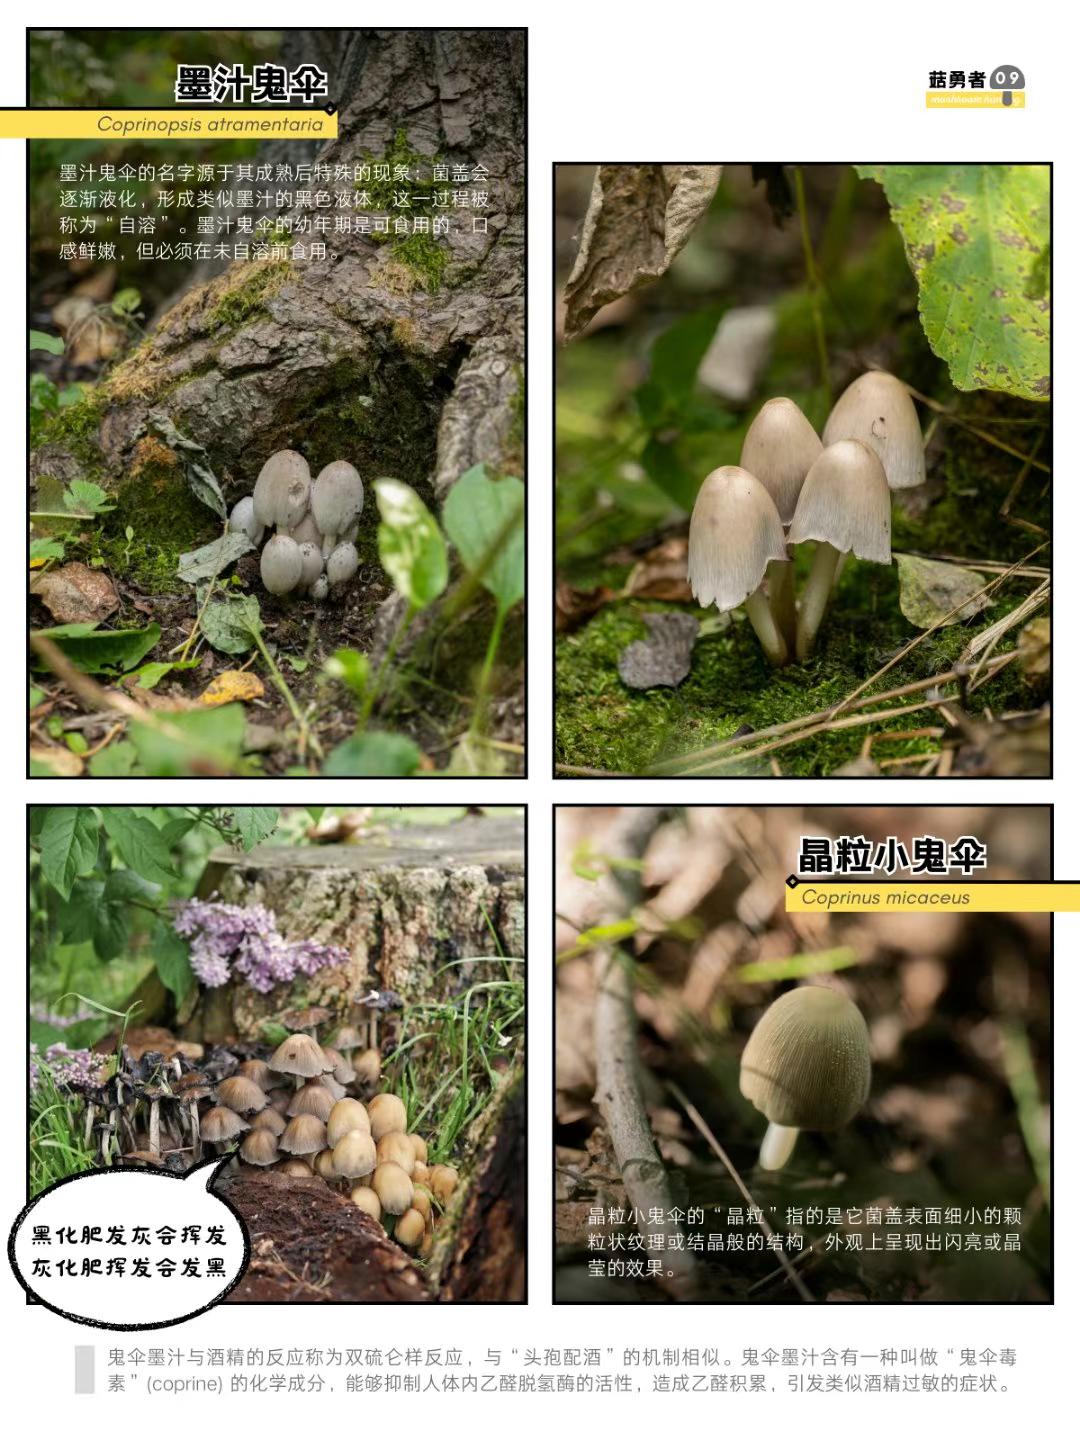 墨汁鬼伞
Coprinopsis atramentaria
墨汁鬼伞的名字源于其成熟后特殊的现象：菌盖会
逐渐液化，形成类似墨汁的黑色液体，这一过程被
称为“自溶”。墨汁鬼伞的幼年期是可食用的，口
感鲜嫩，但必须在未自溶前食用。
菇勇者 09
晶粒小鬼伞
Coprinus micaceus
晶粒小鬼伞的“晶粒”指的是它菌盖表面细小的颗
粒状纹理或结晶般的结构，外观上呈现出闪亮或晶
莹的效果。
黑化肥发灰会挥发
灰化肥挥发会发黑
鬼伞墨汁与酒精的反应称为双硫仑样反应，与“头孢配酒”的机制相似。鬼伞墨汁含有一种叫做“鬼伞毒
素”(coprine) 的化学成分，能够抑制人体内乙醛脱氢酶的活性，造成乙醛积累，引发类似酒精过敏的症状。